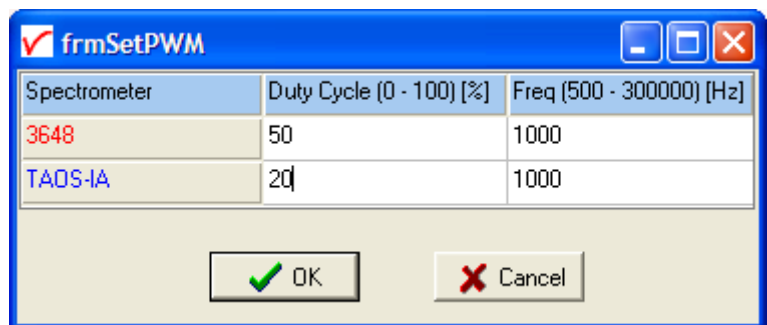 frmSetPWM
Spectrometer Duty Cycle (0 - 100) [%] Freq (500 - 300000) [Hz]
3648 50 1000
TAOS-IA 20 1000
OK Cancel